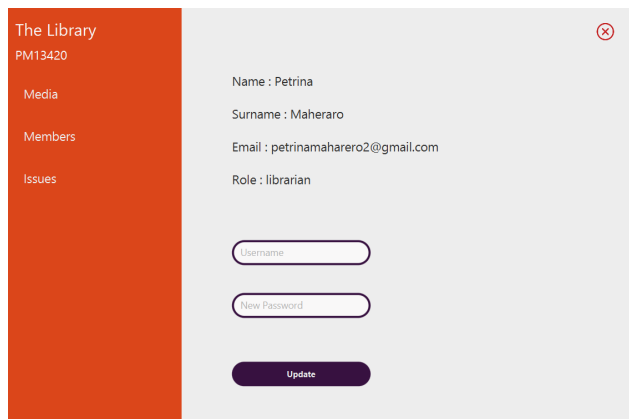 The Library
PM13420
Media
Members
Issues
Name : Petrina
Surname : Maheraro
Email : petrinamaharero2@gmail.com
Role : librarian
Username
New Password
Update